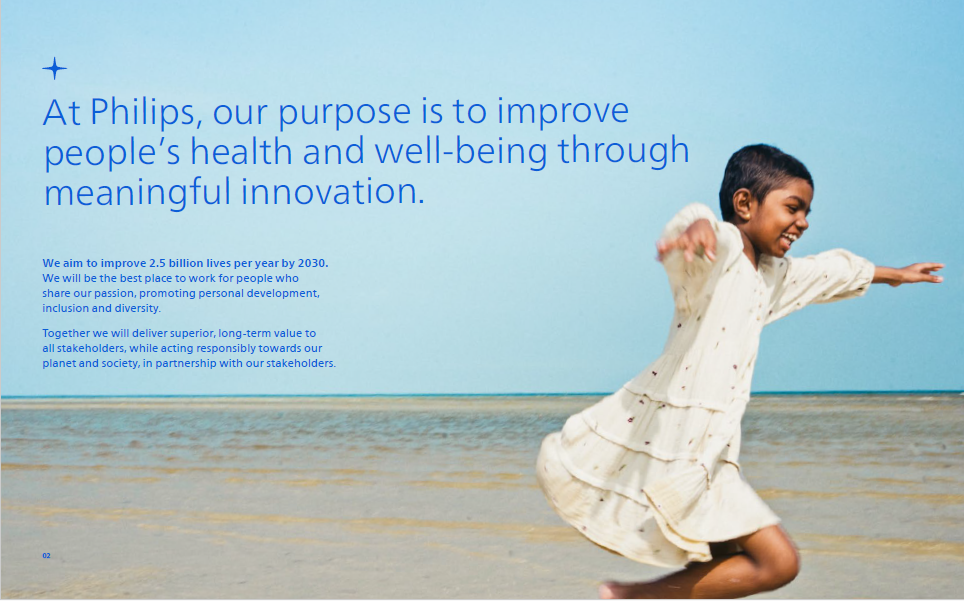 At Philips, our purpose is to improve
people’s health and well-being through
meaningful innovation.
We aim to improve 2.5 billion lives per year by 2030.
We will be the best place to work for people who
share our passion, promoting personal development,
inclusion and diversity.
Together we will deliver superior, long-term value to
all stakeholders, while acting responsibly towards our
planet and society, in partnership with our stakeholders.
02